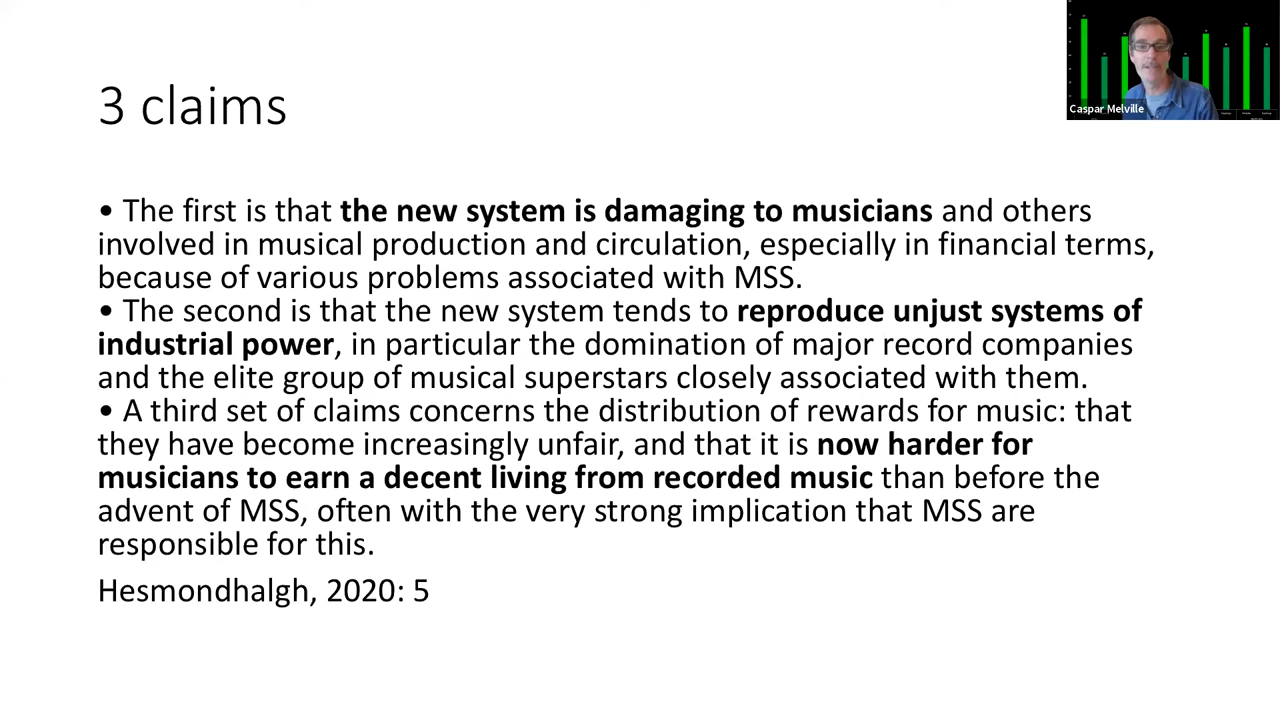 3 claims
Caspar Melville
• The first is that the new system is damaging to musicians and others
involved in musical production and circulation, especially in financial terms,
because of various problems associated with MSS.
• The second is that the new system tends to reproduce unjust systems of
industrial power, in particular the domination of major record companies
and the elite group of musical superstars closely associated with them.
• A third set of claims concerns the distribution of rewards for music: that
they have become increasingly unfair, and that it is now harder for
musicians to earn a decent living from recorded music than before the
advent of MSS, often with the very strong implication that MSS are
responsible for this.
Hesmondhalgh, 2020: 5